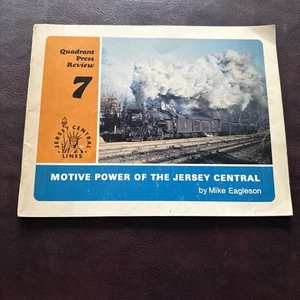 Quadrant
Press
Review
7
JERSEY CENTRAL
LINES
MOTIVE POWER OF THE JERSEY CENTRAL
by Mike Eagleson